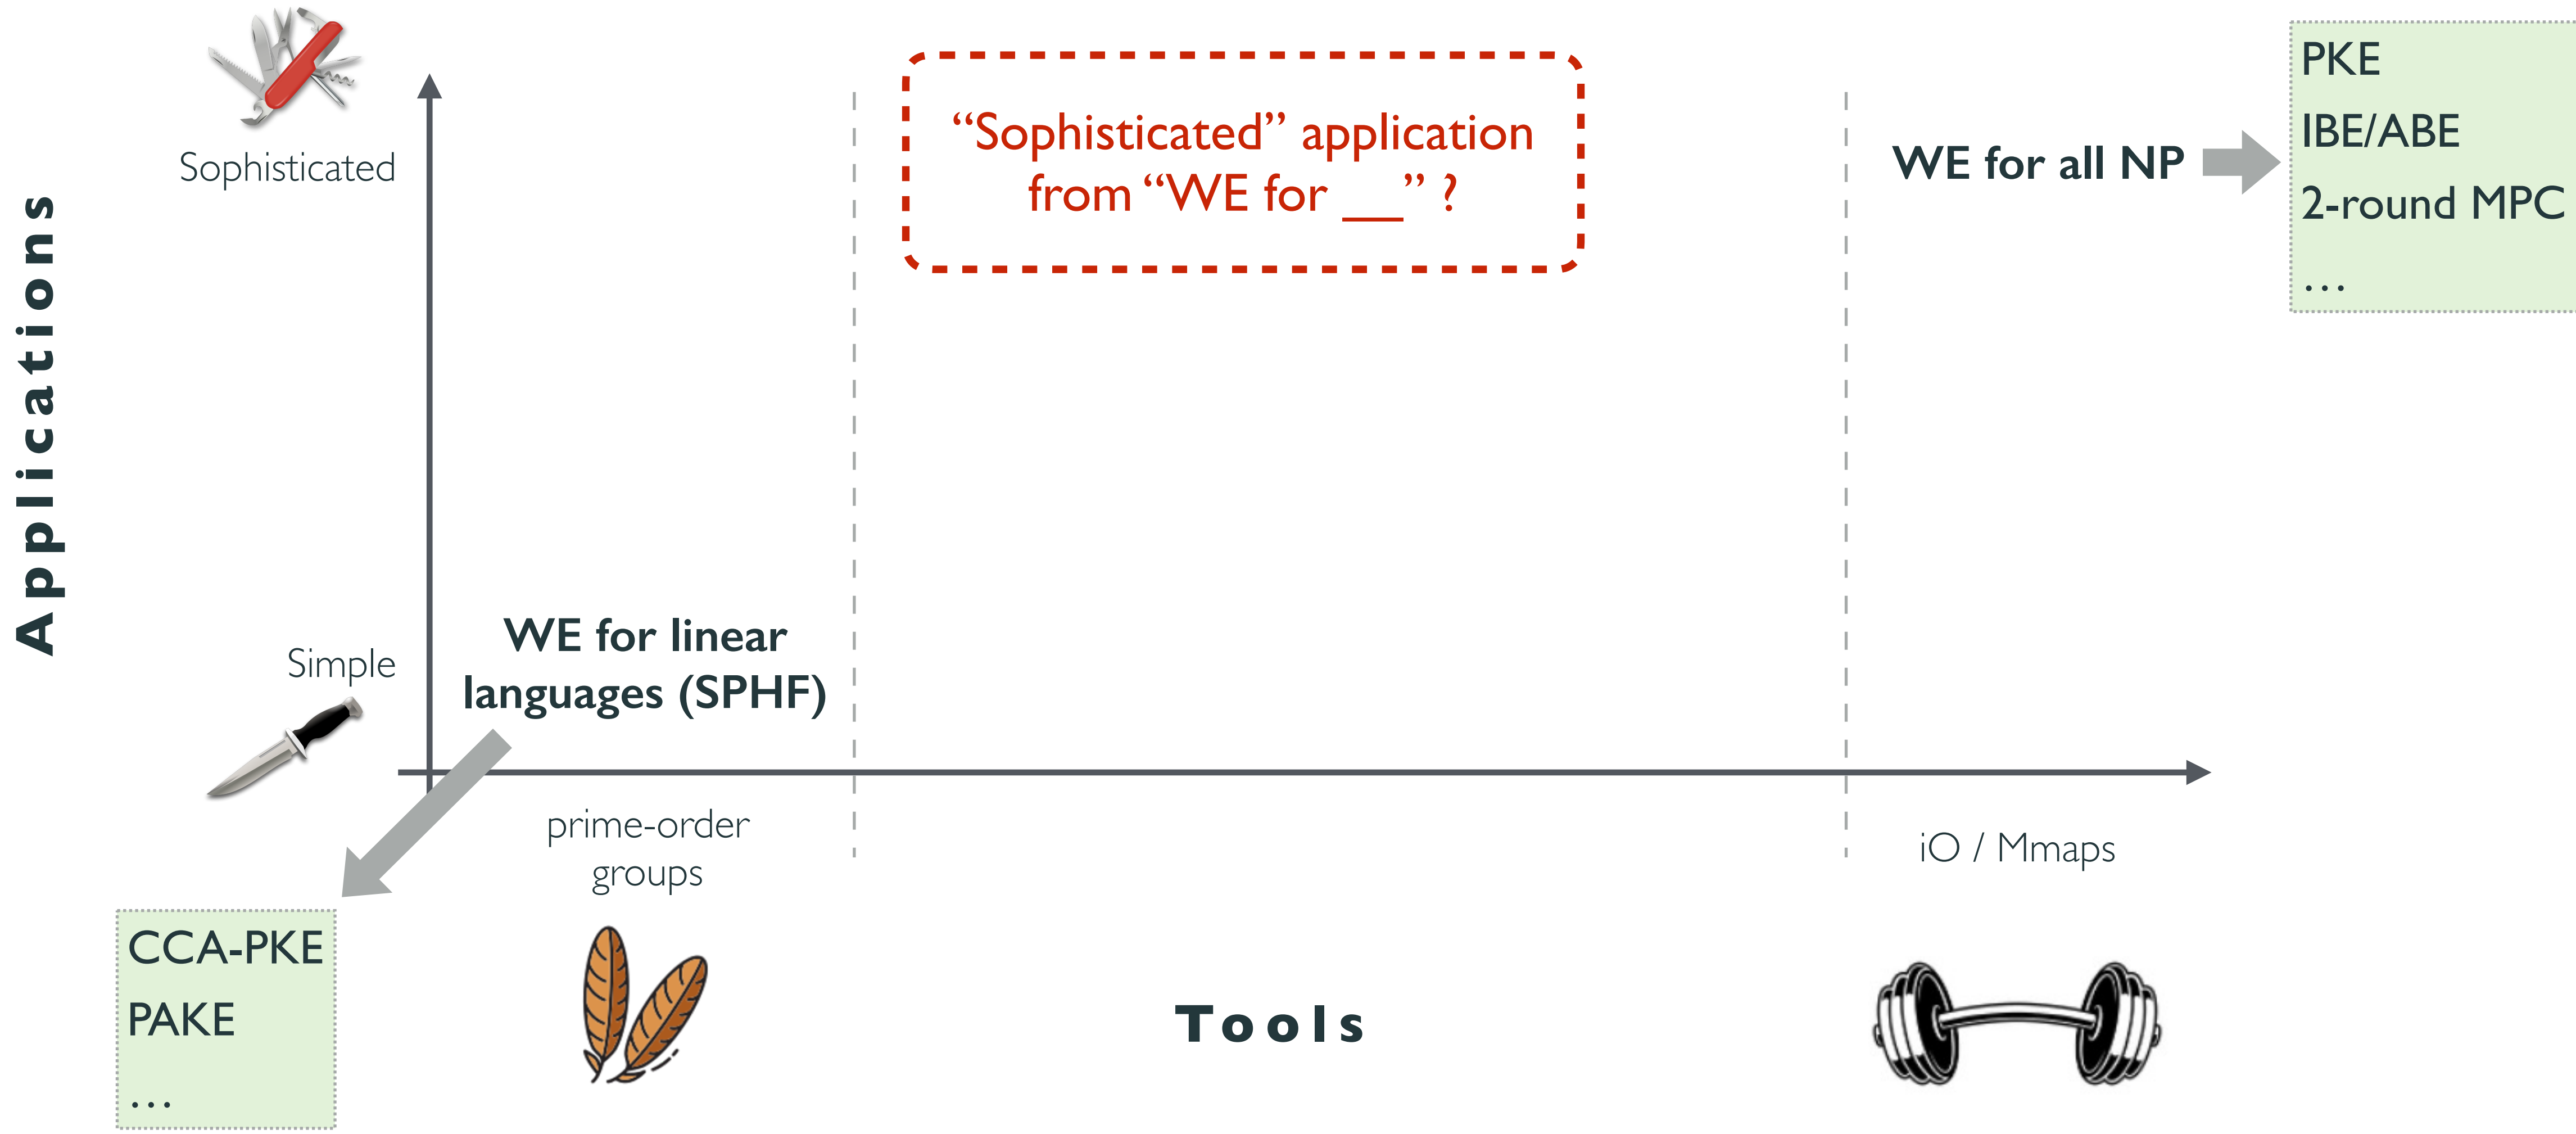 Applications
Sophisticated
“Sophisticated” application
from “WE for __” ?
WE for all NP
PKE
IBE/ABE
2-round MPC
…
Simple
WE for linear
languages (SPHF)
prime-order
groups
iO / Mmaps
CCA-PKE
PAKE
…
Tools